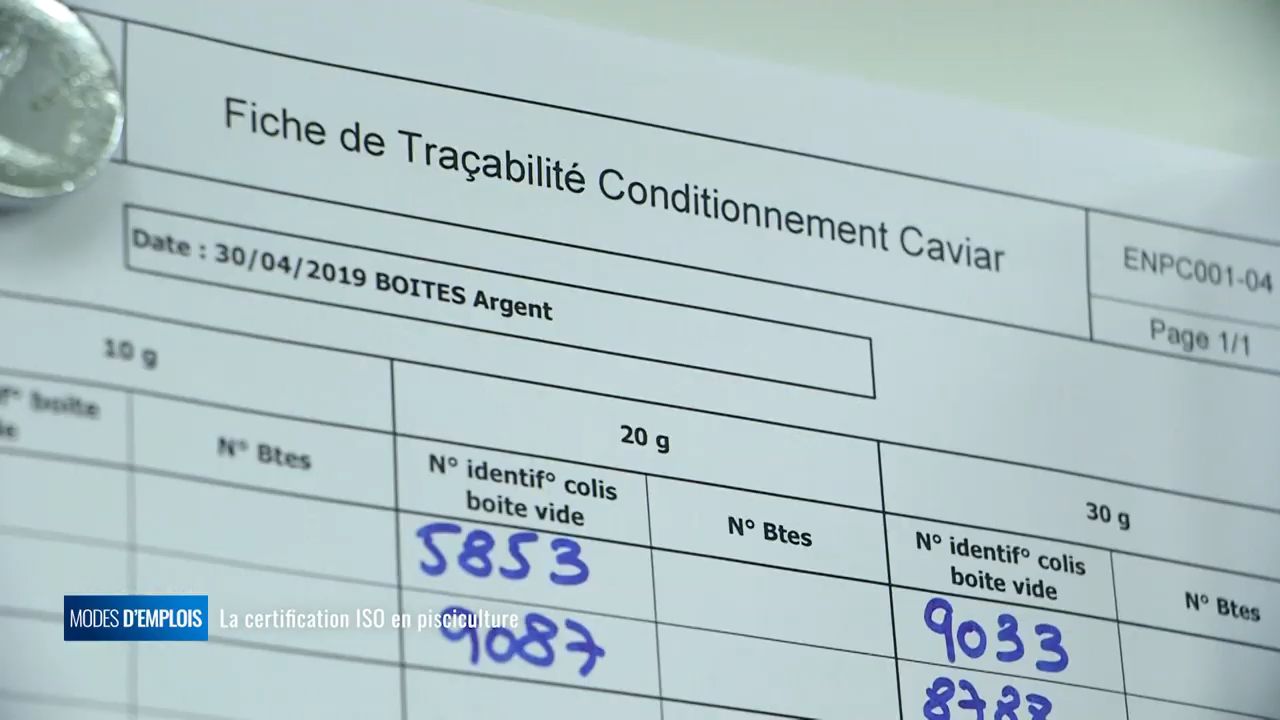 Fiche de Traçabilité Conditionnement Caviar
ENPC001-04
Page 1/1
Date : 30/04/2019 BOITES Argent
10 g
20 g
30 g
boite
N° Btes
N° identif° colis
boite vide
N° Btes
N° identif° colis
boite vide
N° Btes
5853
9033
9087
MODES D'EMPLOIS La certification ISO en pisciculture